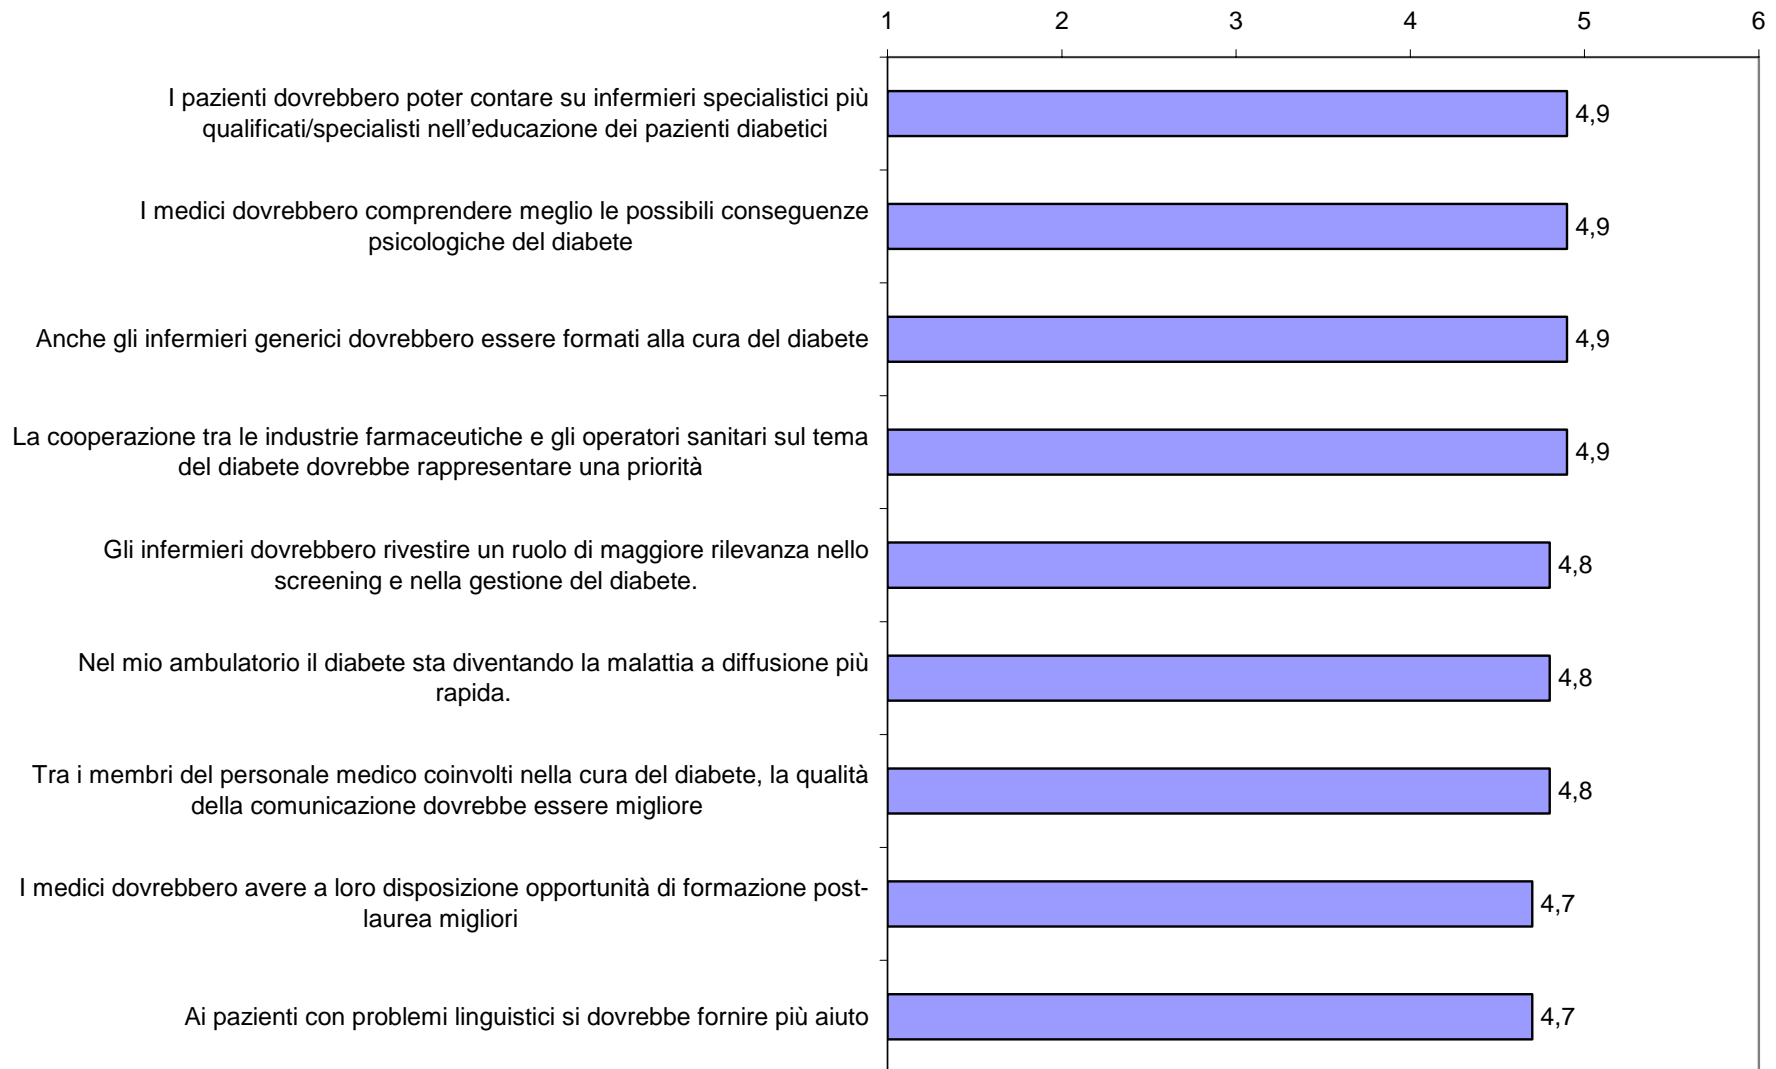 1 2 3 4 5 6
I pazienti dovrebbero poter contare su infermieri specialistici più
qualificati/specialisti nell’educazione dei pazienti diabetici
4,9
I medici dovrebbero comprendere meglio le possibili conseguenze
psicologiche del diabete
4,9
Anche gli infermieri generici dovrebbero essere formati alla cura del diabete
4,9
La cooperazione tra le industrie farmaceutiche e gli operatori sanitari sul tema
del diabete dovrebbe rappresentare una priorità
4,9
Gli infermieri dovrebbero rivestire un ruolo di maggiore rilevanza nello
screening e nella gestione del diabete.
4,8
Nel mio ambulatorio il diabete sta diventando la malattia a diffusione più
rapida.
4,8
Tra i membri del personale medico coinvolti nella cura del diabete, la qualità
della comunicazione dovrebbe essere migliore
4,8
I medici dovrebbero avere a loro disposizione opportunità di formazione post-
laurea migliori
4,7
Ai pazienti con problemi linguistici si dovrebbe fornire più aiuto
4,7